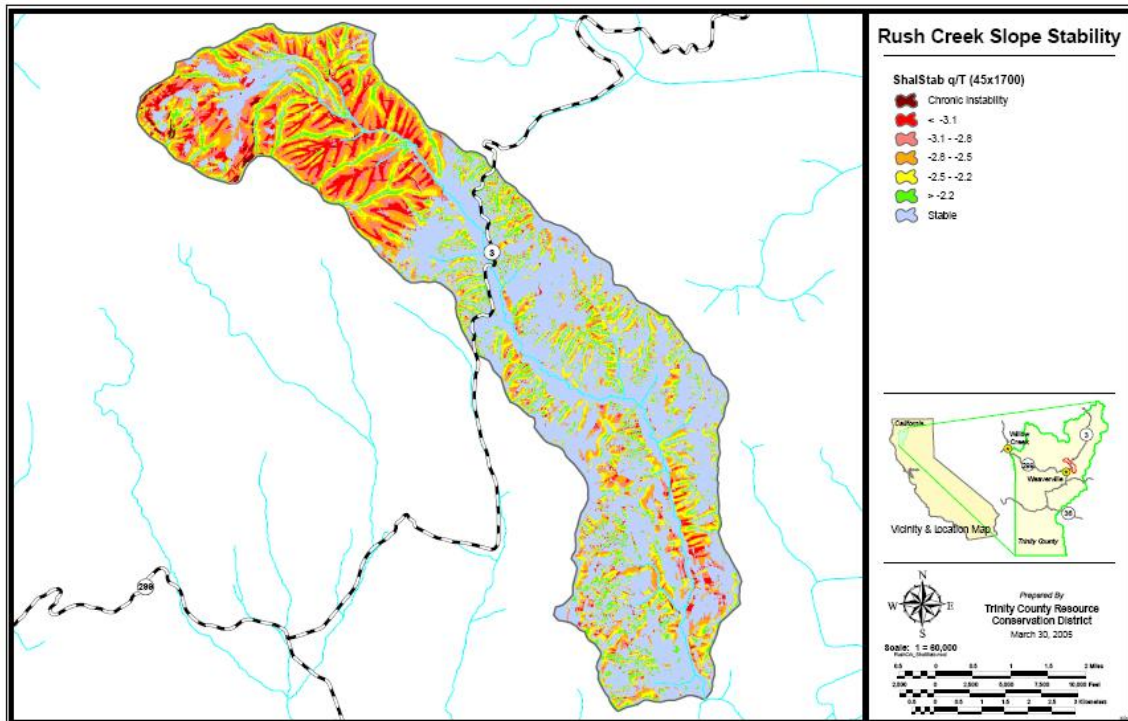 Rush Creek Slope Stability
ShalStab q/T (45x1700)
Chronic Instability
< -3.1
-3.1 - -2.8
-2.8 - -2.5
-2.5 - -2.2
> -2.2
Stable
3
299
California
Willow
Creek
3
299
Weaverville
36
Vicinity & Location Map
Trinity County
N
W
E
S
Prepared By
Trinity County Resource
Conservation District
March 30, 2005
Scale: 1 = 60,000
0.5 0 0.5 1 1.5 2 Miles
2,000 0 2,500 5,000 7,500 10,000 Feet
0.5 0 0.5 1 1.5 2 2.5 3 Kilometers